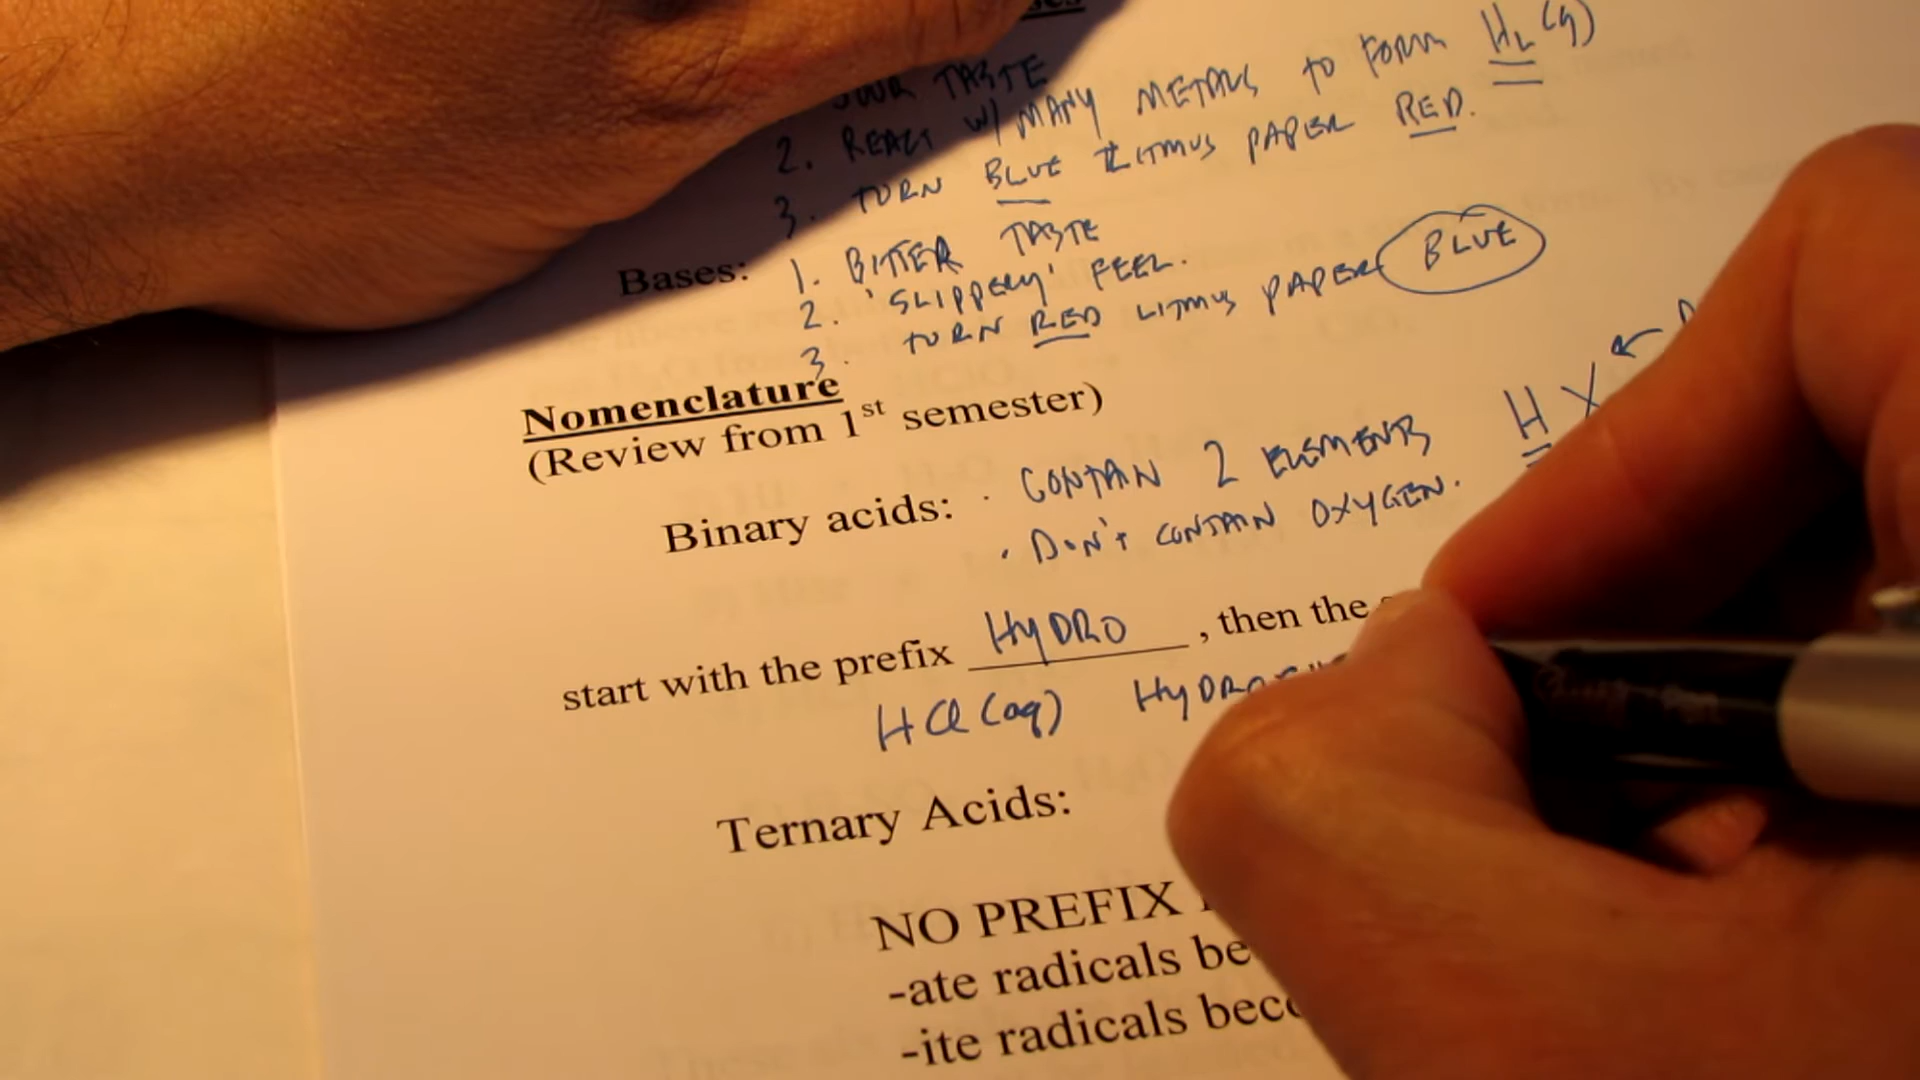 SOUR TASTE
2. REACT W/ MANY METALS TO FORM H₂ (g)
3. TURN BLUE LITMUS PAPER RED.
Bases: 1. BITTER TASTE
2. 'SLIPPERY' FEEL.
3. TURN RED LITMUS PAPER BLUE
Nomenclature
(Review from 1st semester)
Binary acids: · CONTAIN 2 ELEMENTS H X
· DON'T CONTAIN OXYGEN.
start with the prefix HYDRO, then the
HCl (aq) HYDRO
Ternary Acids:
NO PREFIX
-ate radicals
-ite radicals